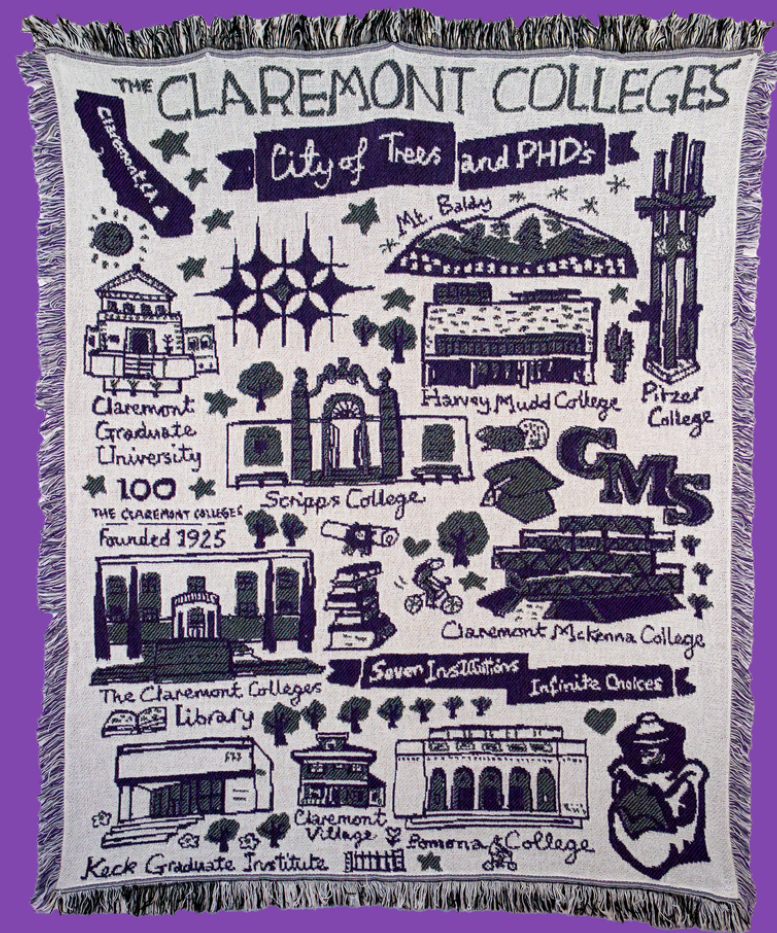 THE CLAREMONT COLLEGES
Claremont, CA
City of Trees and PHD's
Mt. Baldy
Claremont
Graduate
University
Harvey Mudd College
Pitzer
College
Scripps College
CMS
100
THE CLAREMONT COLLEGES
Founded 1925
Claremont McKenna College
The Claremont Colleges
Library
Seven Institutions
Infinite Choices
Claremont
Village
Pomona College
Keck Graduate Institute